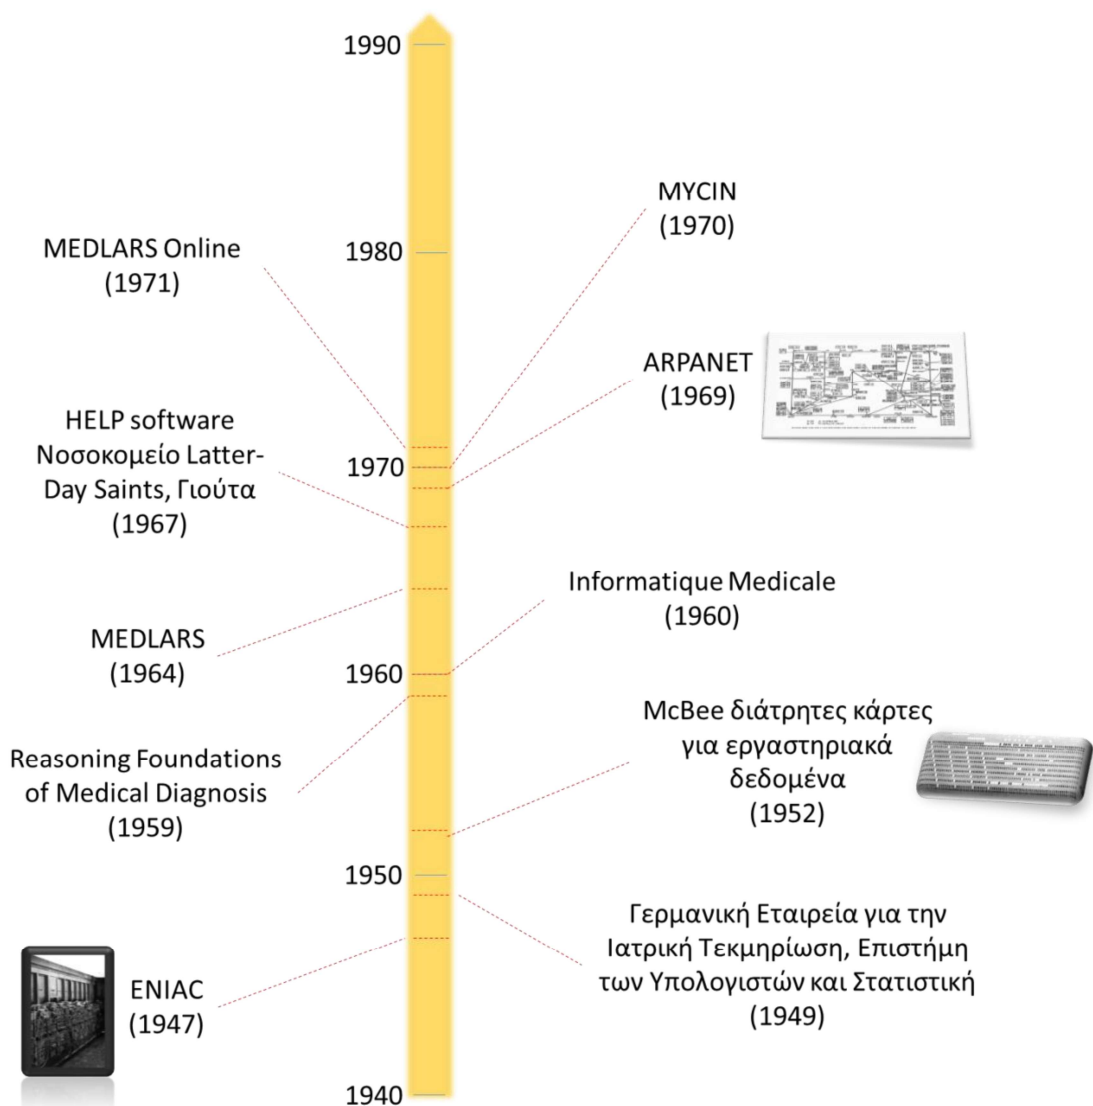 1990
MYCIN
(1970)
MEDLARS Online
(1971)
1980
ARPANET
(1969)
HELP software
Νοσοκομείο Latter-
Day Saints, Γιούτα
(1967)
1970
Informatique Medicale
(1960)
MEDLARS
(1964)
1960
McBee διάτρητες κάρτες
για εργαστηριακά
δεδομένα
(1952)
Reasoning Foundations
of Medical Diagnosis
(1959)
1950
Γερμανική Εταιρεία για την
Ιατρική Τεκμηρίωση, Επιστήμη
των Υπολογιστών και Στατιστική
(1949)
ENIAC
(1947)
1940